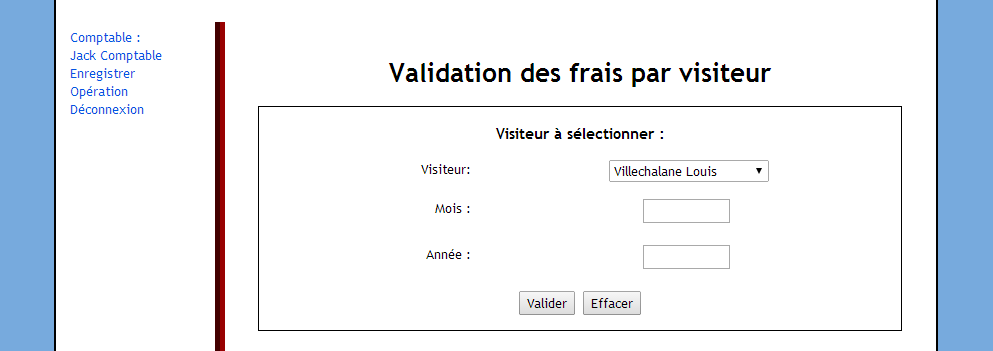 Comptable :
Jack Comptable
Enregistrer
Opération
Déconnexion
Validation des frais par visiteur
Visiteur à sélectionner :
Visiteur: Villechalane Louis
Mois :
Année :
Valider Effacer